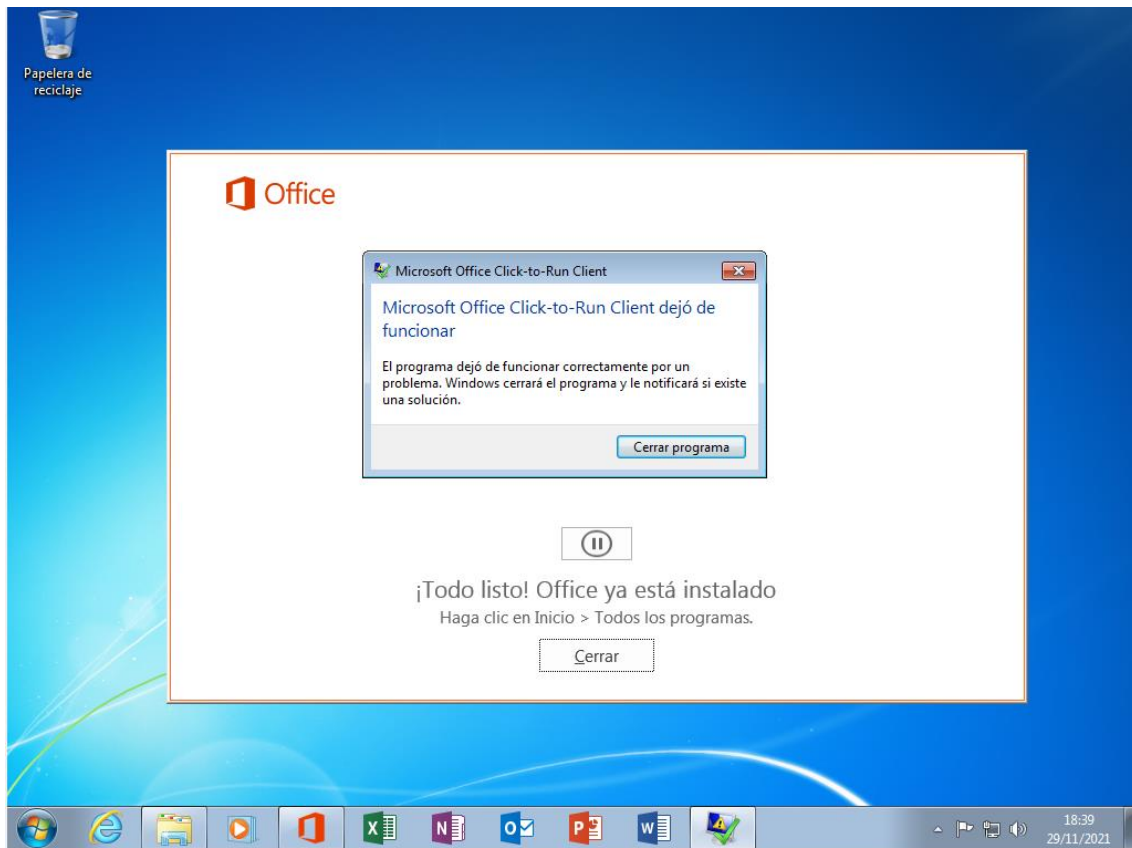 Papelera de
reciclaje
Office
Microsoft Office Click-to-Run Client
Microsoft Office Click-to-Run Client dejó de
funcionar
El programa dejó de funcionar correctamente por un
problema. Windows cerrará el programa y le notificará si existe
una solución.
Cerrar programa
¡Todo listo! Office ya está instalado
Haga clic en Inicio > Todos los programas.
Cerrar
18:39
29/11/2021